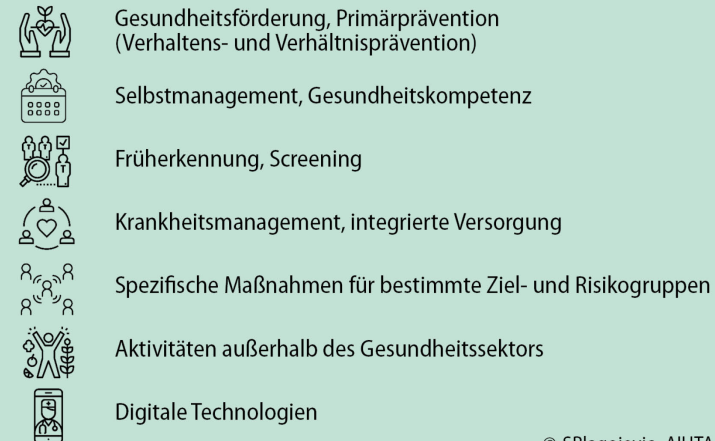 Gesundheitsförderung, Primärprävention
(Verhaltens- und Verhältnisprävention)
Selbstmanagement, Gesundheitskompetenz
Früherkennung, Screening
Krankheitsmanagement, integrierte Versorgung
Spezifische Maßnahmen für bestimmte Ziel- und Risikogruppen
Aktivitäten außerhalb des Gesundheitssektors
Digitale Technologien